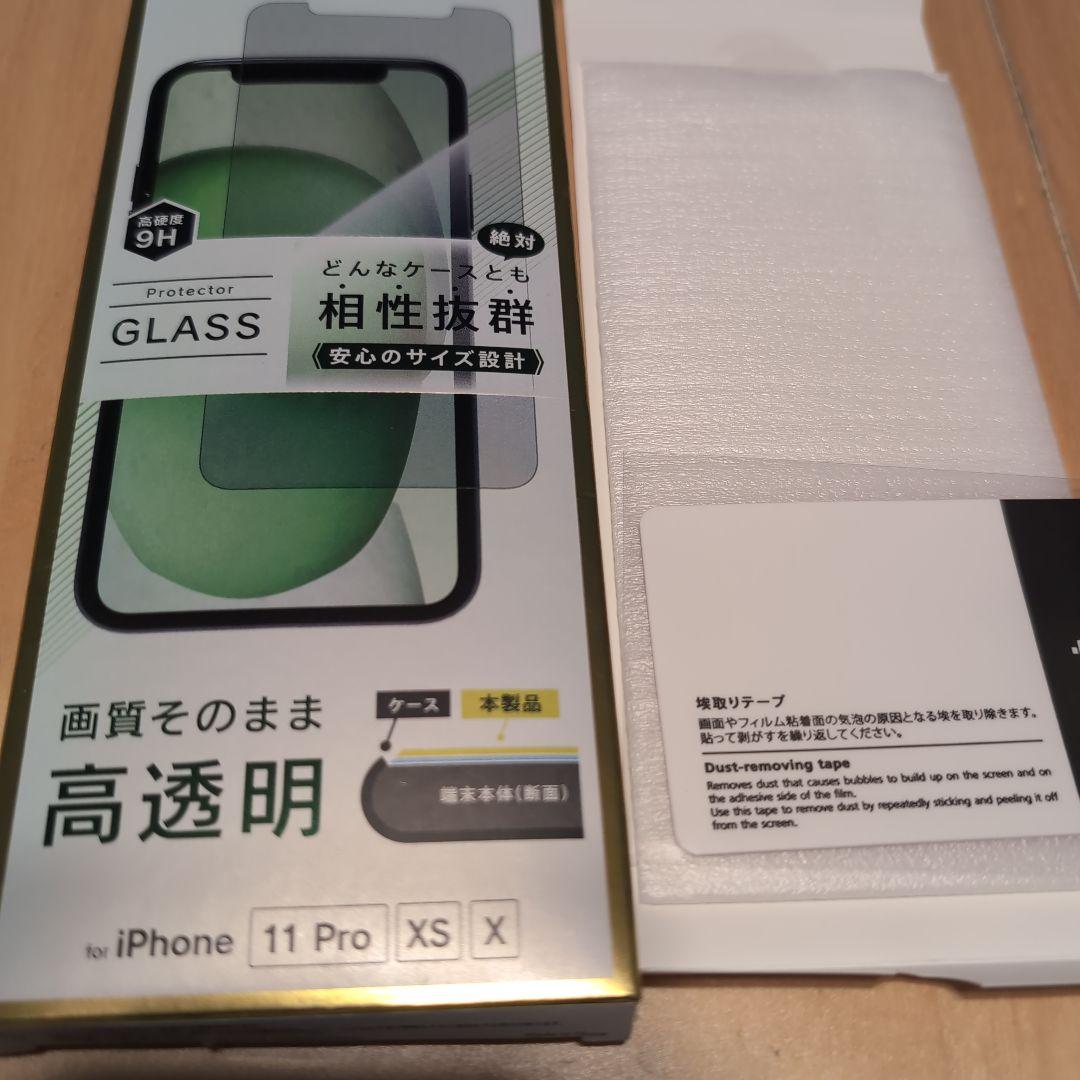 高硬度
9H
Protector
GLASS
絶対
どんなケースとも
相性抜群
安心のサイズ設計
画質そのまま
高透明
ケース
本製品
端末本体(断面)
for iPhone 11 Pro XS X
埃取りテープ
画面やフィルム粘着面の気泡の原因となる埃を取り除きます。
貼って剥がすを繰り返してください。
Dust-removing tape
Removes dust that causes bubbles to build up on the screen and on
the adhesive side of the film.
Use this tape to remove dust by repeatedly sticking and peeling it off
from the screen.